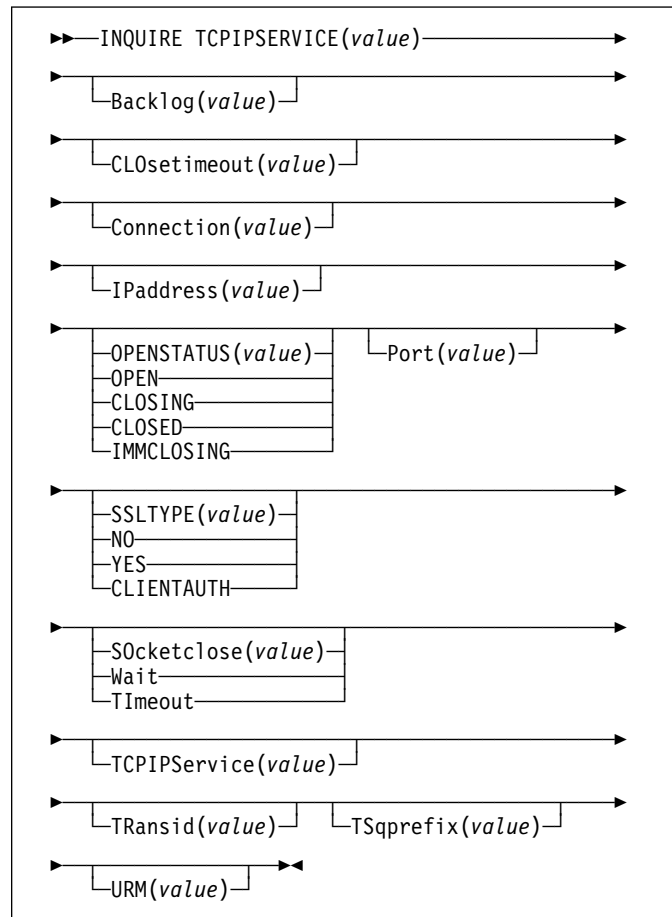 INQUIRE TCPIPSERVICE(value)
Backlog(value)
CLOsetimeout(value)
Connection(value)
IPaddress(value)
OPENSTATUS(value) Port(value)
OPEN
CLOSING
CLOSED
IMMCLOSING
SSLTYPE(value)
NO
YES
CLIENTAUTH
SOcketclose(value)
Wait
TImeout
TCPIPService(value)
TRansid(value) TSqprefix(value)
URM(value)